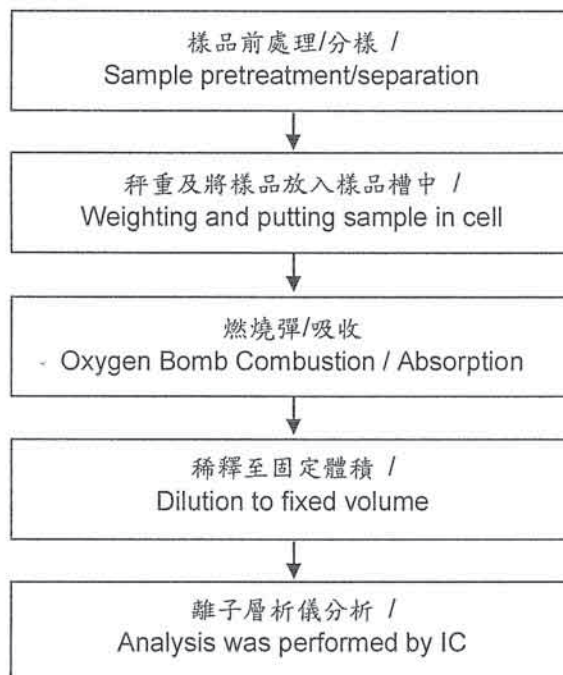 樣品前處理/分樣 /
Sample pretreatment/separation
秤重及將樣品放入樣品槽中 /
Weighting and putting sample in cell
燃燒彈/吸收
Oxygen Bomb Combustion / Absorption
稀釋至固定體積 /
Dilution to fixed volume
離子層析儀分析 /
Analysis was performed by IC